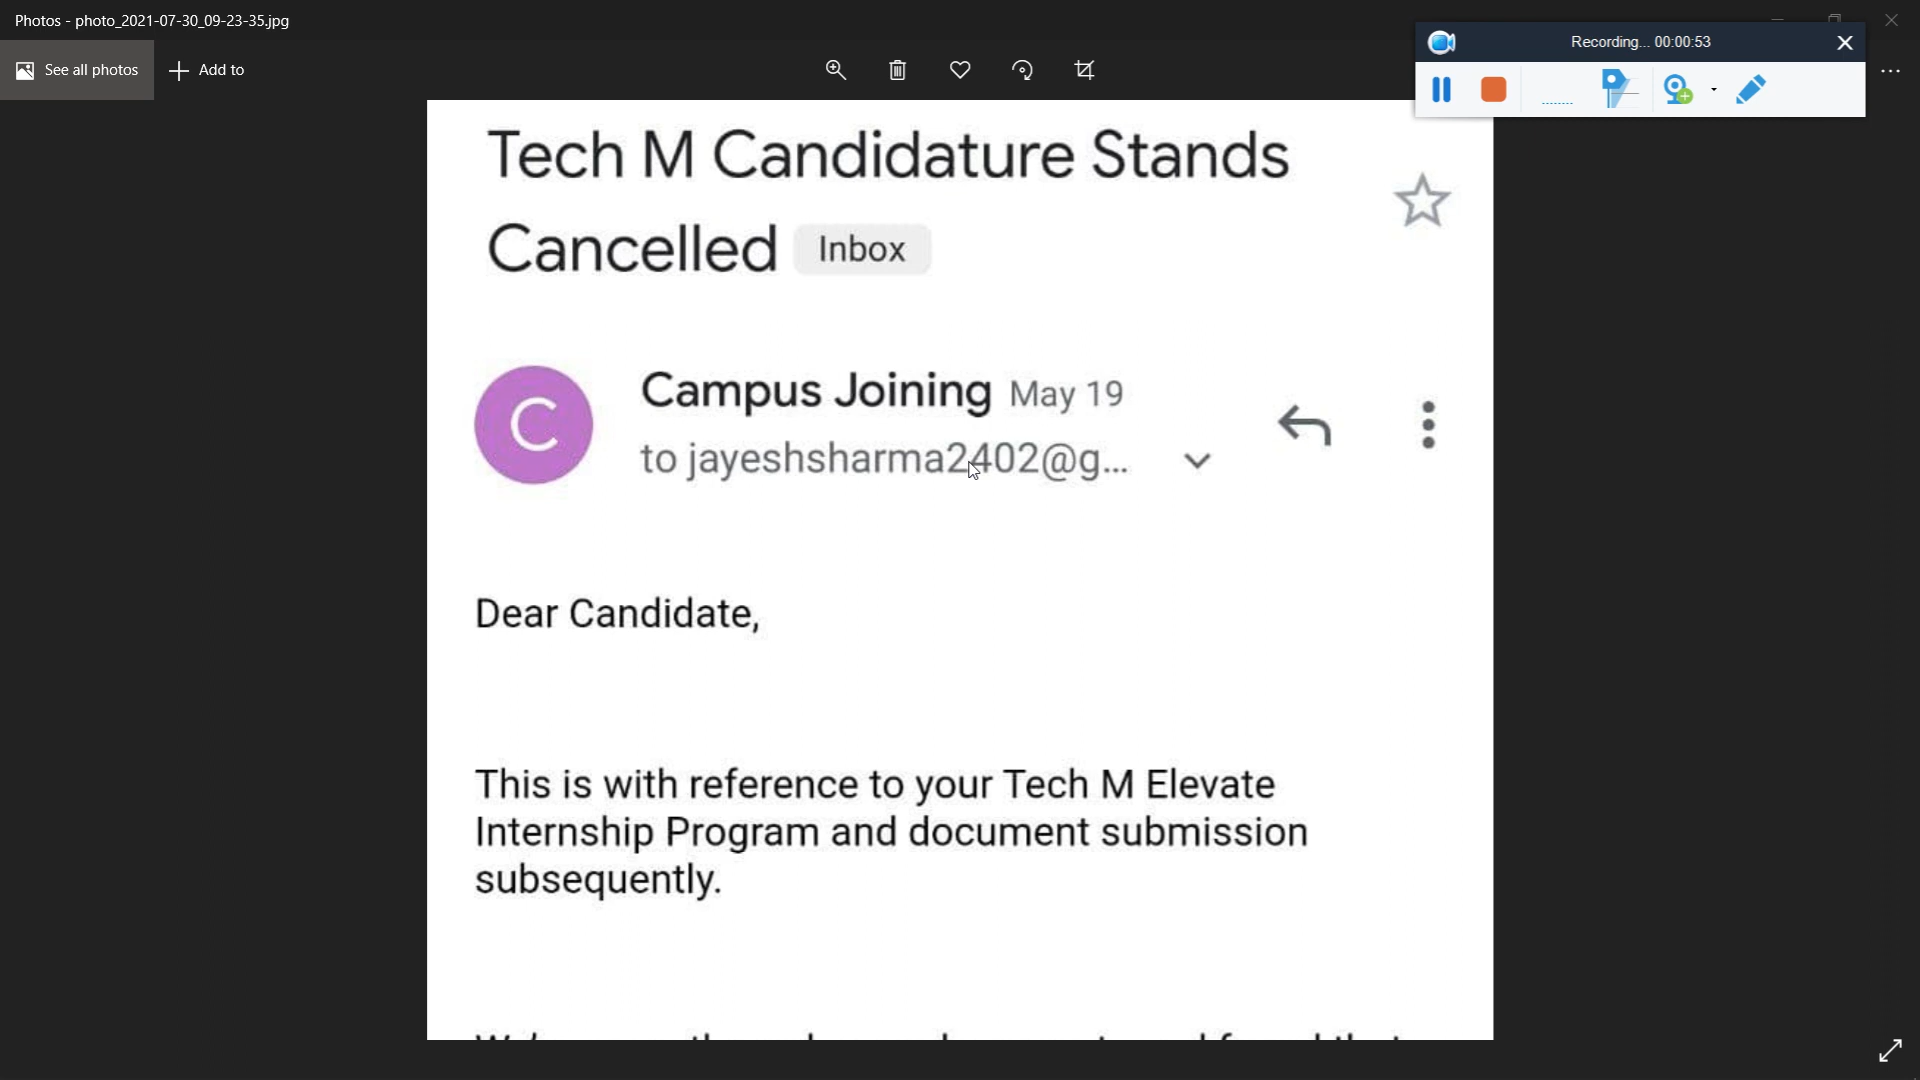 Photos - photo_2021-07-30_09-23-35.jpg
Recording... 00:00:53
See all photos
Add to
Tech M Candidature Stands
Cancelled Inbox
C
Campus Joining May 19
to jayeshsharma2402@g...
Dear Candidate,
This is with reference to your Tech M Elevate
Internship Program and document submission
subsequently.